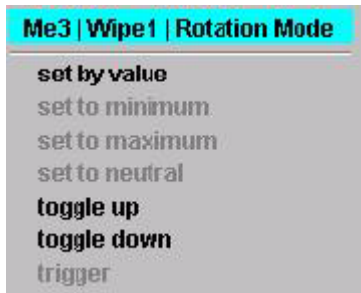 Me3 | Wipe1 | Rotation Mode
set by value
set to minimum
set to maximum
set to neutral
toggle up
toggle down
trigger